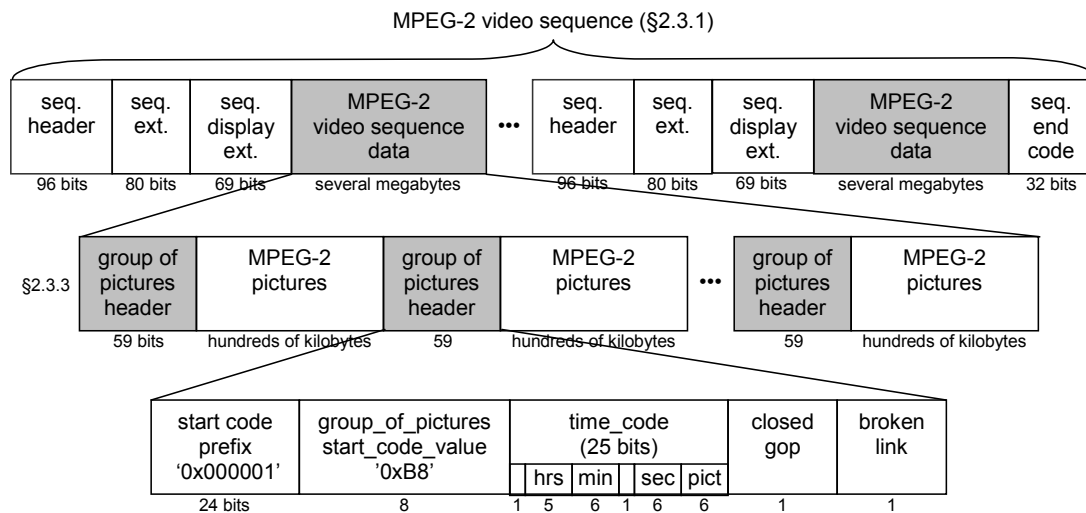 MPEG-2 video sequence (§2.3.1)
seq. header
seq. ext.
seq. display ext.
MPEG-2 video sequence data
•••
seq. header
seq. ext.
seq. display ext.
MPEG-2 video sequence data
seq. end code
96 bits
80 bits
69 bits
several megabytes
96 bits
80 bits
69 bits
several megabytes
32 bits
§2.3.3
group of pictures header
MPEG-2 pictures
group of pictures header
MPEG-2 pictures
•••
group of pictures header
MPEG-2 pictures
59 bits
hundreds of kilobytes
59
hundreds of kilobytes
59
hundreds of kilobytes
start code prefix '0x000001'
group_of_pictures start_code_value '0xB8'
time_code (25 bits)
hrs
min
sec
pict
closed gop
broken link
24 bits
8
1
5
6
1
6
6
1
1